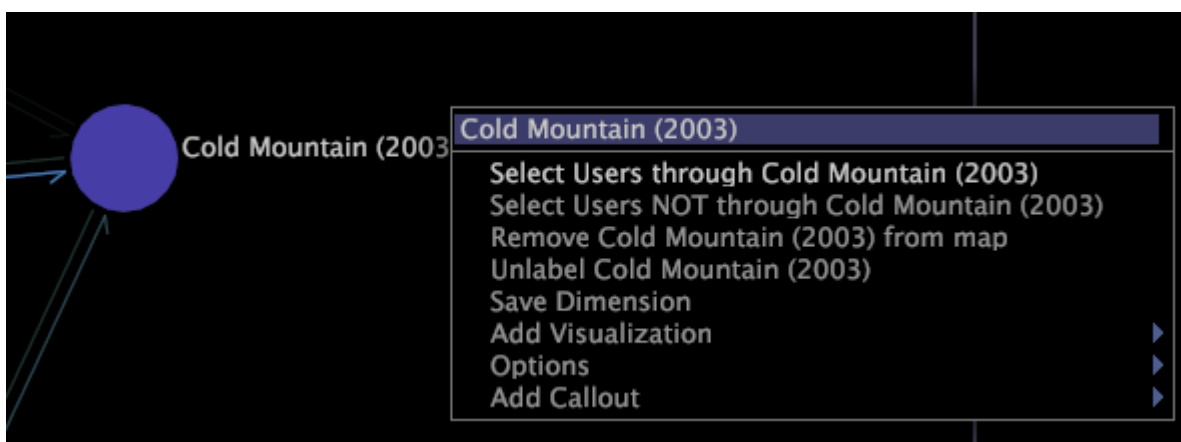 Cold Mountain (2003
Cold Mountain (2003)
Select Users through Cold Mountain (2003)
Select Users NOT through Cold Mountain (2003)
Remove Cold Mountain (2003) from map
Unlabel Cold Mountain (2003)
Save Dimension
Add Visualization
Options
Add Callout